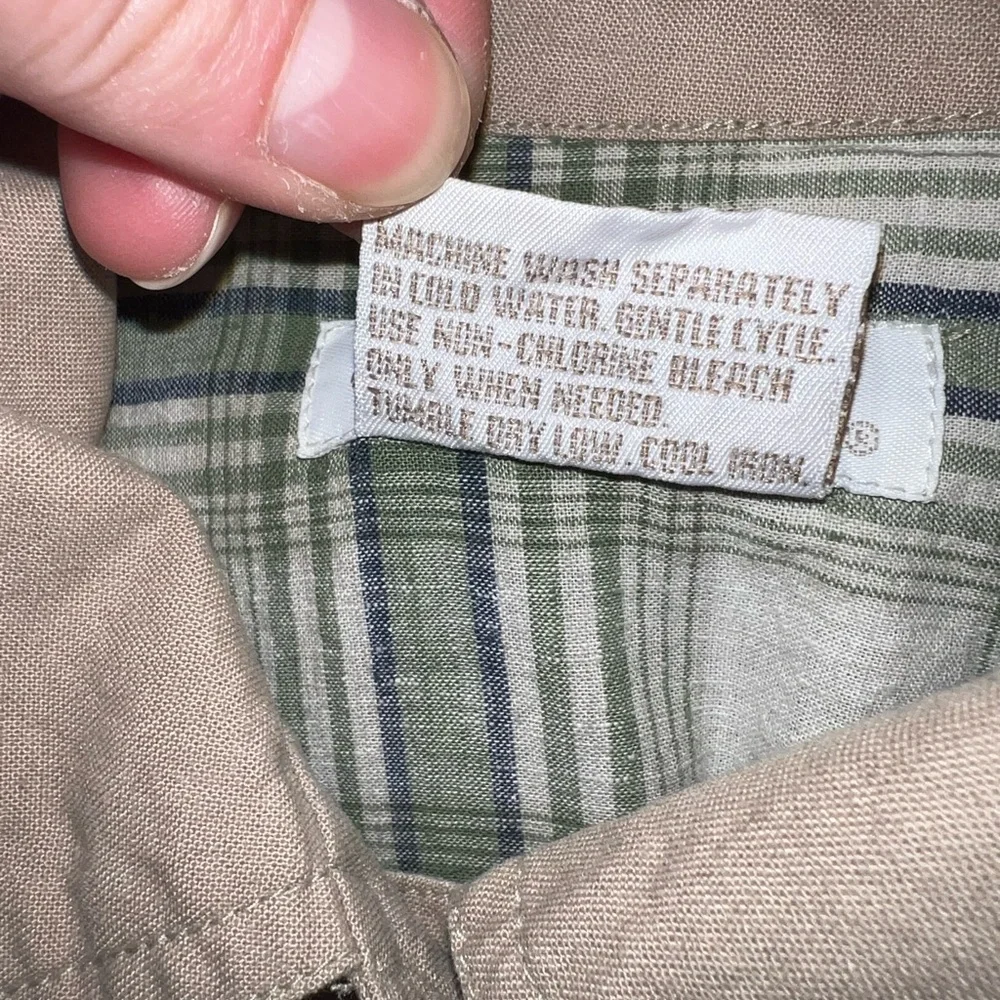 MACHINE WASH SEPARATELY
IN COLD WATER. GENTLE CYCLE.
USE NON-CHLORINE BLEACH
ONLY WHEN NEEDED.
TUMBLE DRY LOW. COOL IRON.